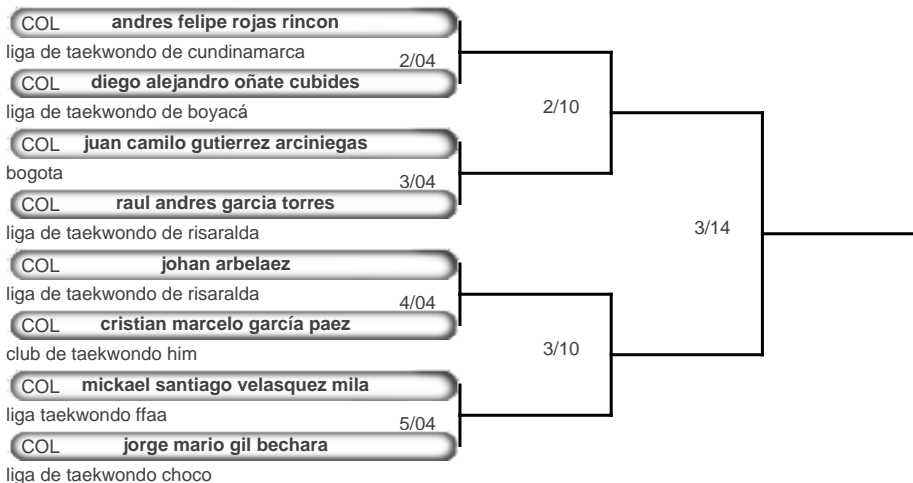 COL andres felipe rojas rincon
liga de taekwondo de cundinamarca
2/04
COL diego alejandro oñate cubides
liga de taekwondo de boyacá
2/10
COL juan camilo gutierrez arciniegas
bogota
3/04
COL raul andres garcia torres
liga de taekwondo de risaralda
3/14
COL johan arbelaez
liga de taekwondo de risaralda
4/04
COL cristian marcelo garcía paez
club de taekwondo him
3/10
COL mickael santiago velasquez mila
liga taekwondo ffaa
5/04
COL jorge mario gil bechara
liga de taekwondo choco